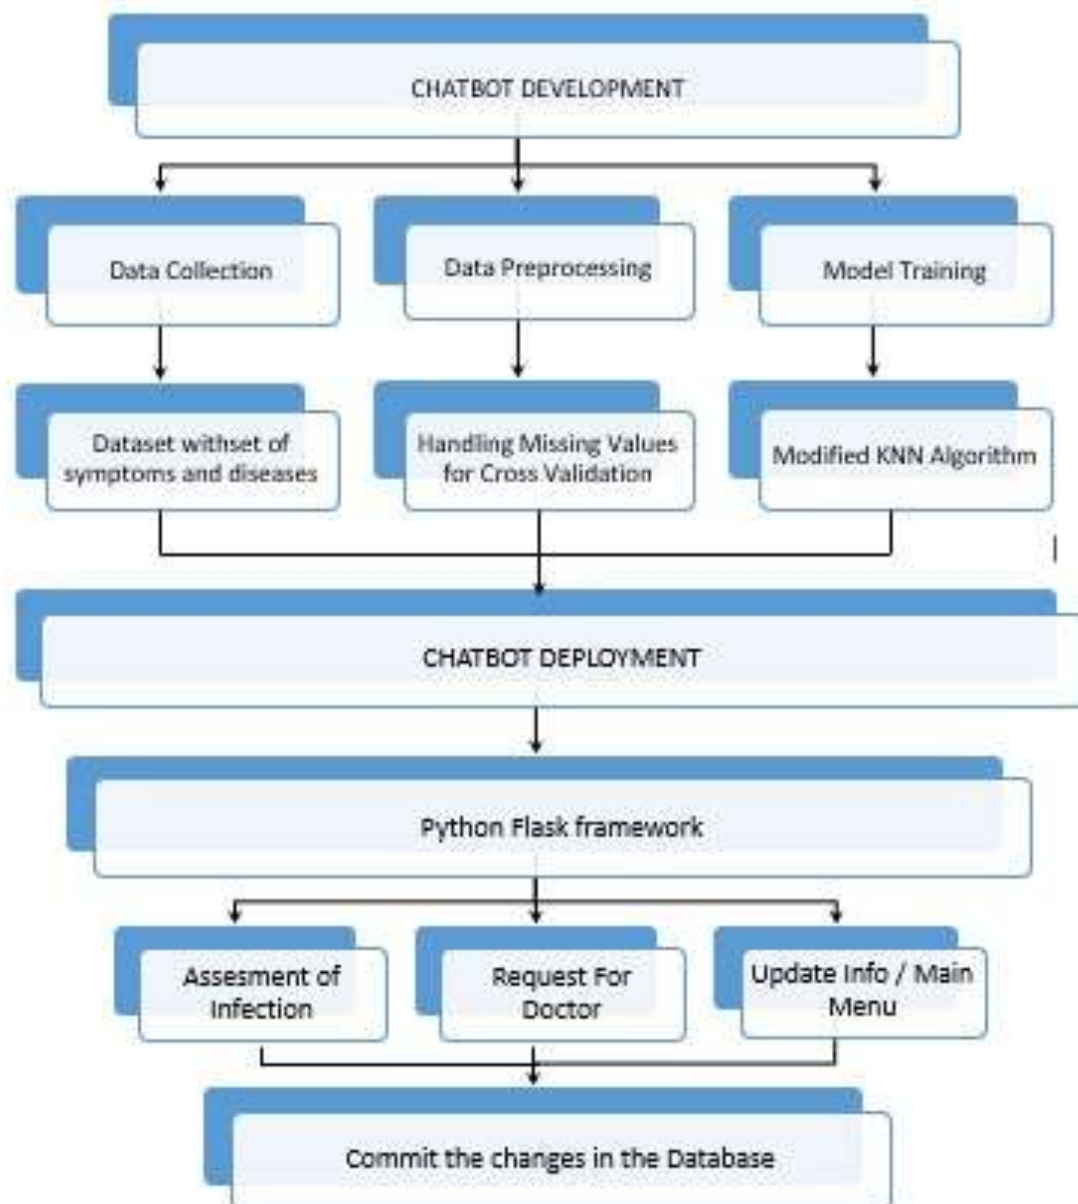 CHATBOT DEVELOPMENT
Data Collection
Data Preprocessing
Model Training
Dataset withset of
symptoms and diseases
Handling Missing Values
for Cross Validation
Modified KNN Algorithm
CHATBOT DEPLOYMENT
Python Flask framework
Assesment of
Infection
Request For
Doctor
Update Info / Main
Menu
Commit the changes in the Database